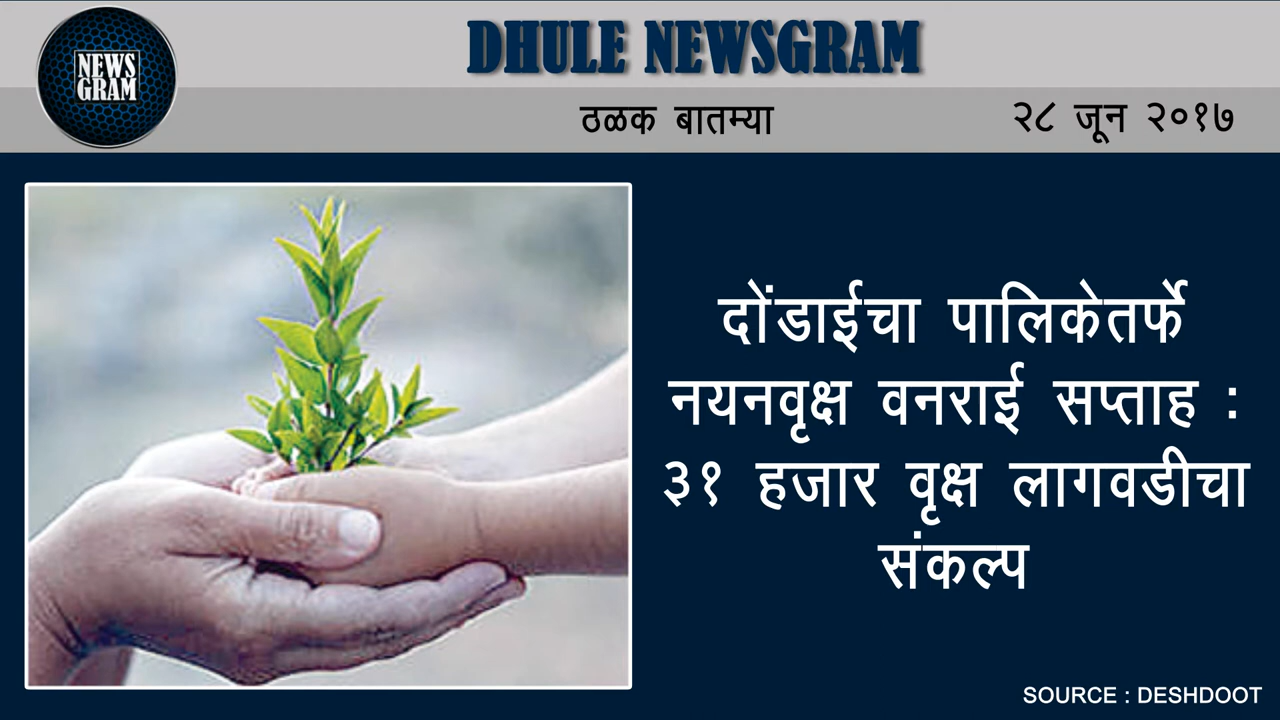 NEWS
GRAM
DHULE NEWSGRAM
ठळक बातम्या
२८ जून २०१७
दोंडाईचा पालिकेतर्फे
नयनवृक्ष वनराई सप्ताह :
३१ हजार वृक्ष लागवडीचा
संकल्प
SOURCE : DESHDOOT